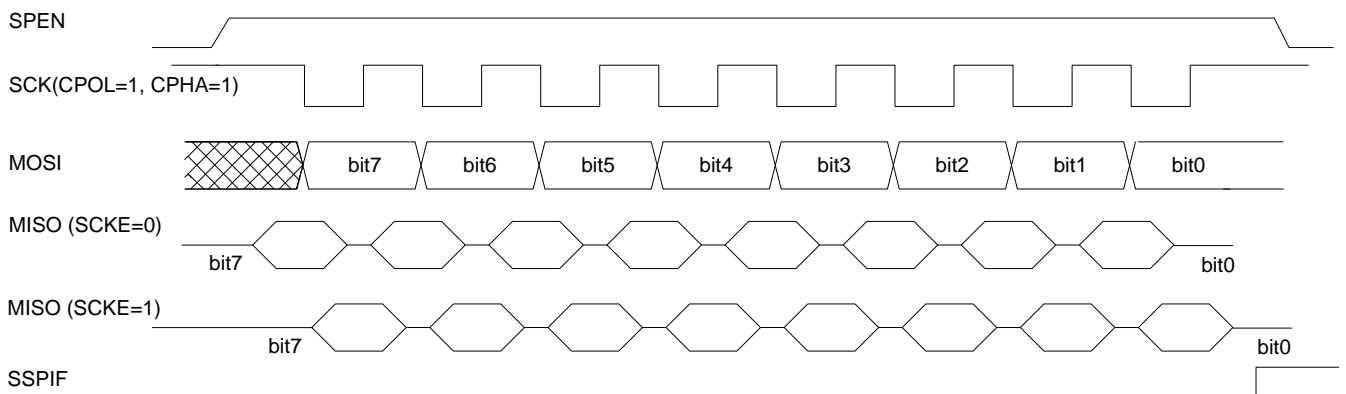 SPEN
SCK(CPOL=1, CPHA=1)
MOSI
bit7 bit6 bit5 bit4 bit3 bit2 bit1 bit0
MISO (SCKE=0)
bit7 bit0
MISO (SCKE=1)
bit7 bit0
SSPIF